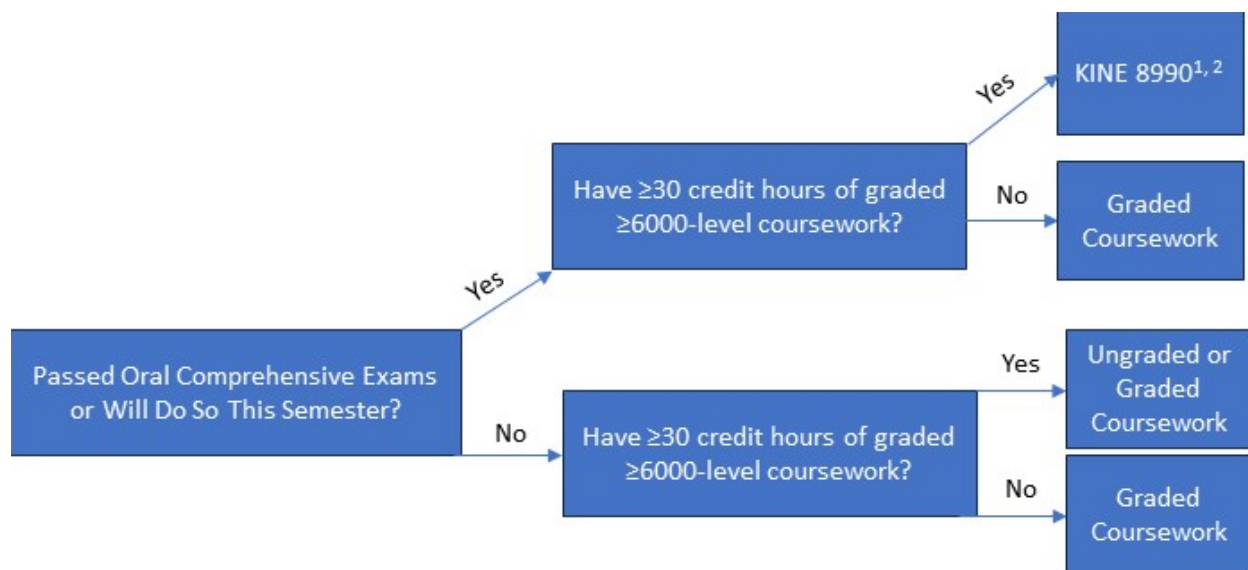 KINE 8990¹˒ ²
Yes
Have ≥30 credit hours of graded
≥6000-level coursework?
No
Graded
Coursework
Yes
Passed Oral Comprehensive Exams
or Will Do So This Semester?
No
Have ≥30 credit hours of graded
≥6000-level coursework?
Yes
Ungraded or
Graded
Coursework
No
Graded
Coursework